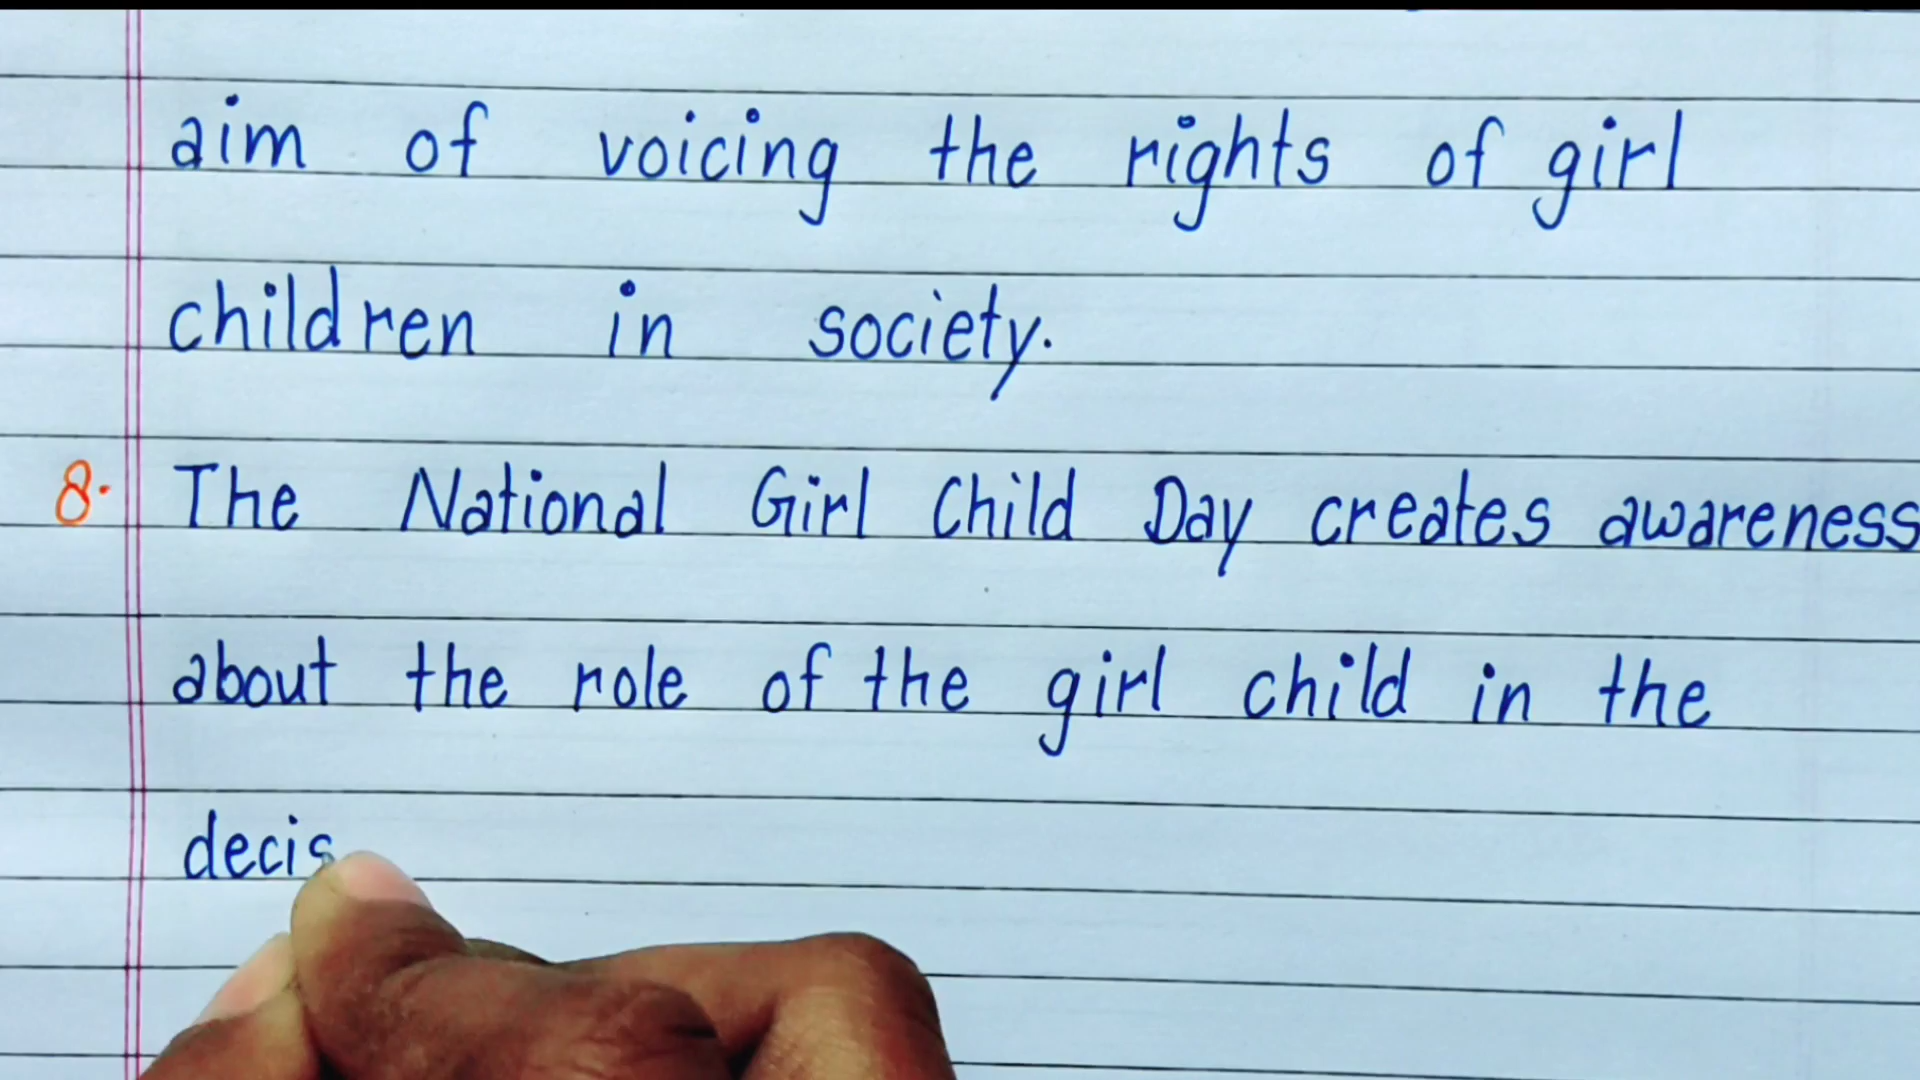 aim of voicing the rights of girl
children in society.
8. The National Girl Child Day creates awareness
about the role of the girl child in the
decis